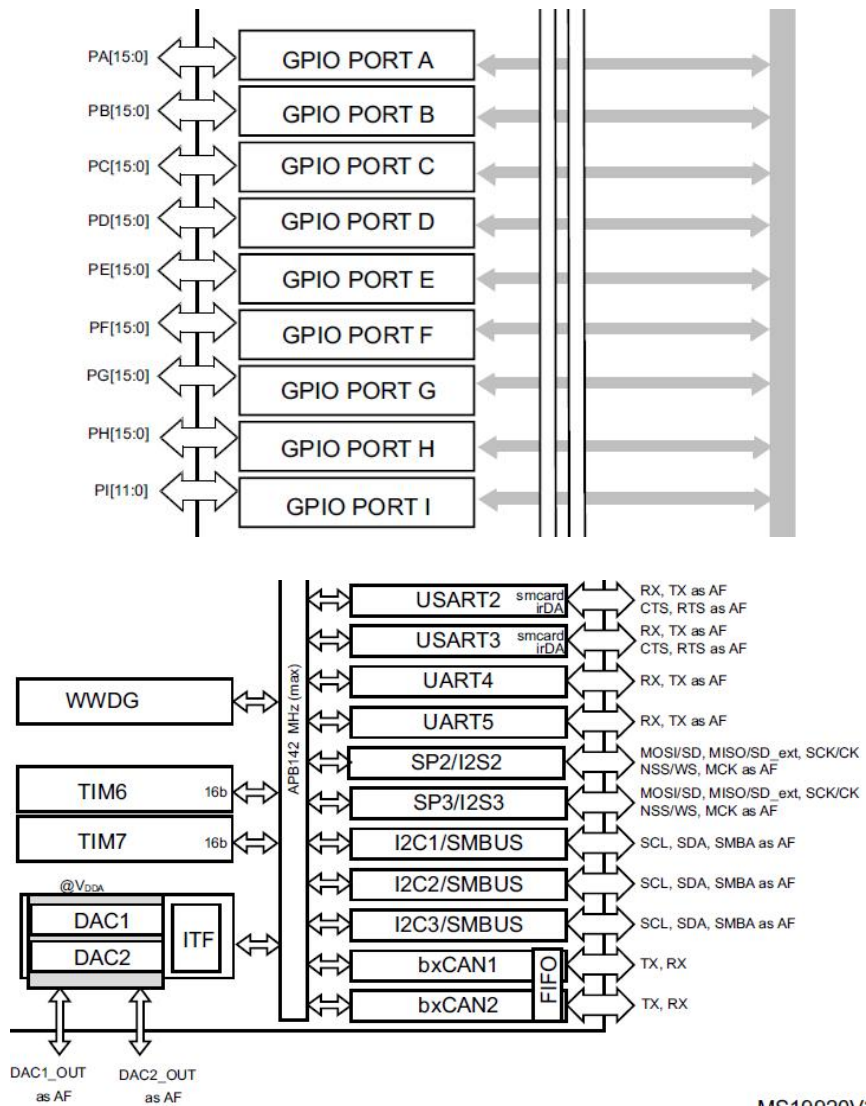 PA[15:0] GPIO PORT A
PB[15:0] GPIO PORT B
PC[15:0] GPIO PORT C
PD[15:0] GPIO PORT D
PE[15:0] GPIO PORT E
PF[15:0] GPIO PORT F
PG[15:0] GPIO PORT G
PH[15:0] GPIO PORT H
PI[11:0] GPIO PORT I
WWDG
TIM6 16b
TIM7 16b
@VDDA
DAC1
DAC2
ITF
DAC1_OUT
as AF
DAC2_OUT
as AF
APB142 MHz (max)
USART2 smcard
irDA
RX, TX as AF
CTS, RTS as AF
USART3 smcard
irDA
RX, TX as AF
CTS, RTS as AF
UART4 RX, TX as AF
UART5 RX, TX as AF
SP2/I2S2
MOSI/SD, MISO/SD_ext, SCK/CK
NSS/WS, MCK as AF
SP3/I2S3
MOSI/SD, MISO/SD_ext, SCK/CK
NSS/WS, MCK as AF
I2C1/SMBUS SCL, SDA, SMBA as AF
I2C2/SMBUS SCL, SDA, SMBA as AF
I2C3/SMBUS SCL, SDA, SMBA as AF
bxCAN1 TX, RX
bxCAN2 TX, RX
FIFO